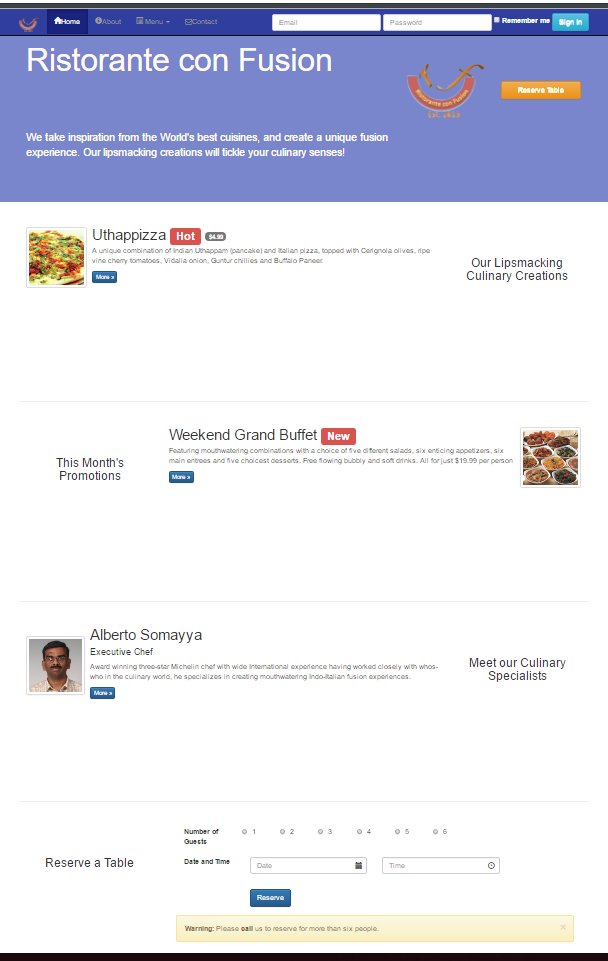 Home About Menu Contact Email Password Remember me Sign in
Ristorante con Fusion
Ristorante con Fusion
Est. 2013
Reserve Table
We take inspiration from the World's best cuisines, and create a unique fusion
experience. Our lipsmacking creations will tickle your culinary senses!
Uthappizza Hot $4.99
A unique combination of Indian Uthappam (pancake) and Italian pizza, topped with Cerignola olives, ripe
vine cherry tomatoes, Vidalia onion, Guntur chillies and Buffalo Paneer.
More »
Our Lipsmacking
Culinary Creations
This Month's
Promotions
Weekend Grand Buffet New
Featuring mouthwatering combinations with a choice of five different salads, six enticing appetizers, six
main entrees and five choicest desserts. Free flowing bubbly and soft drinks. All for just $19.99 per person
More »
Alberto Somayya
Executive Chef
Award winning three-star Michelin chef with wide International experience having worked closely with whos-
who in the culinary world, he specializes in creating mouthwatering Indo-Italian fusion experiences.
More »
Meet our Culinary
Specialists
Reserve a Table
Number of
Guests
1 2 3 4 5 6
Date and Time
Date Time
Reserve
Warning: Please call us to reserve for more than six people. ×